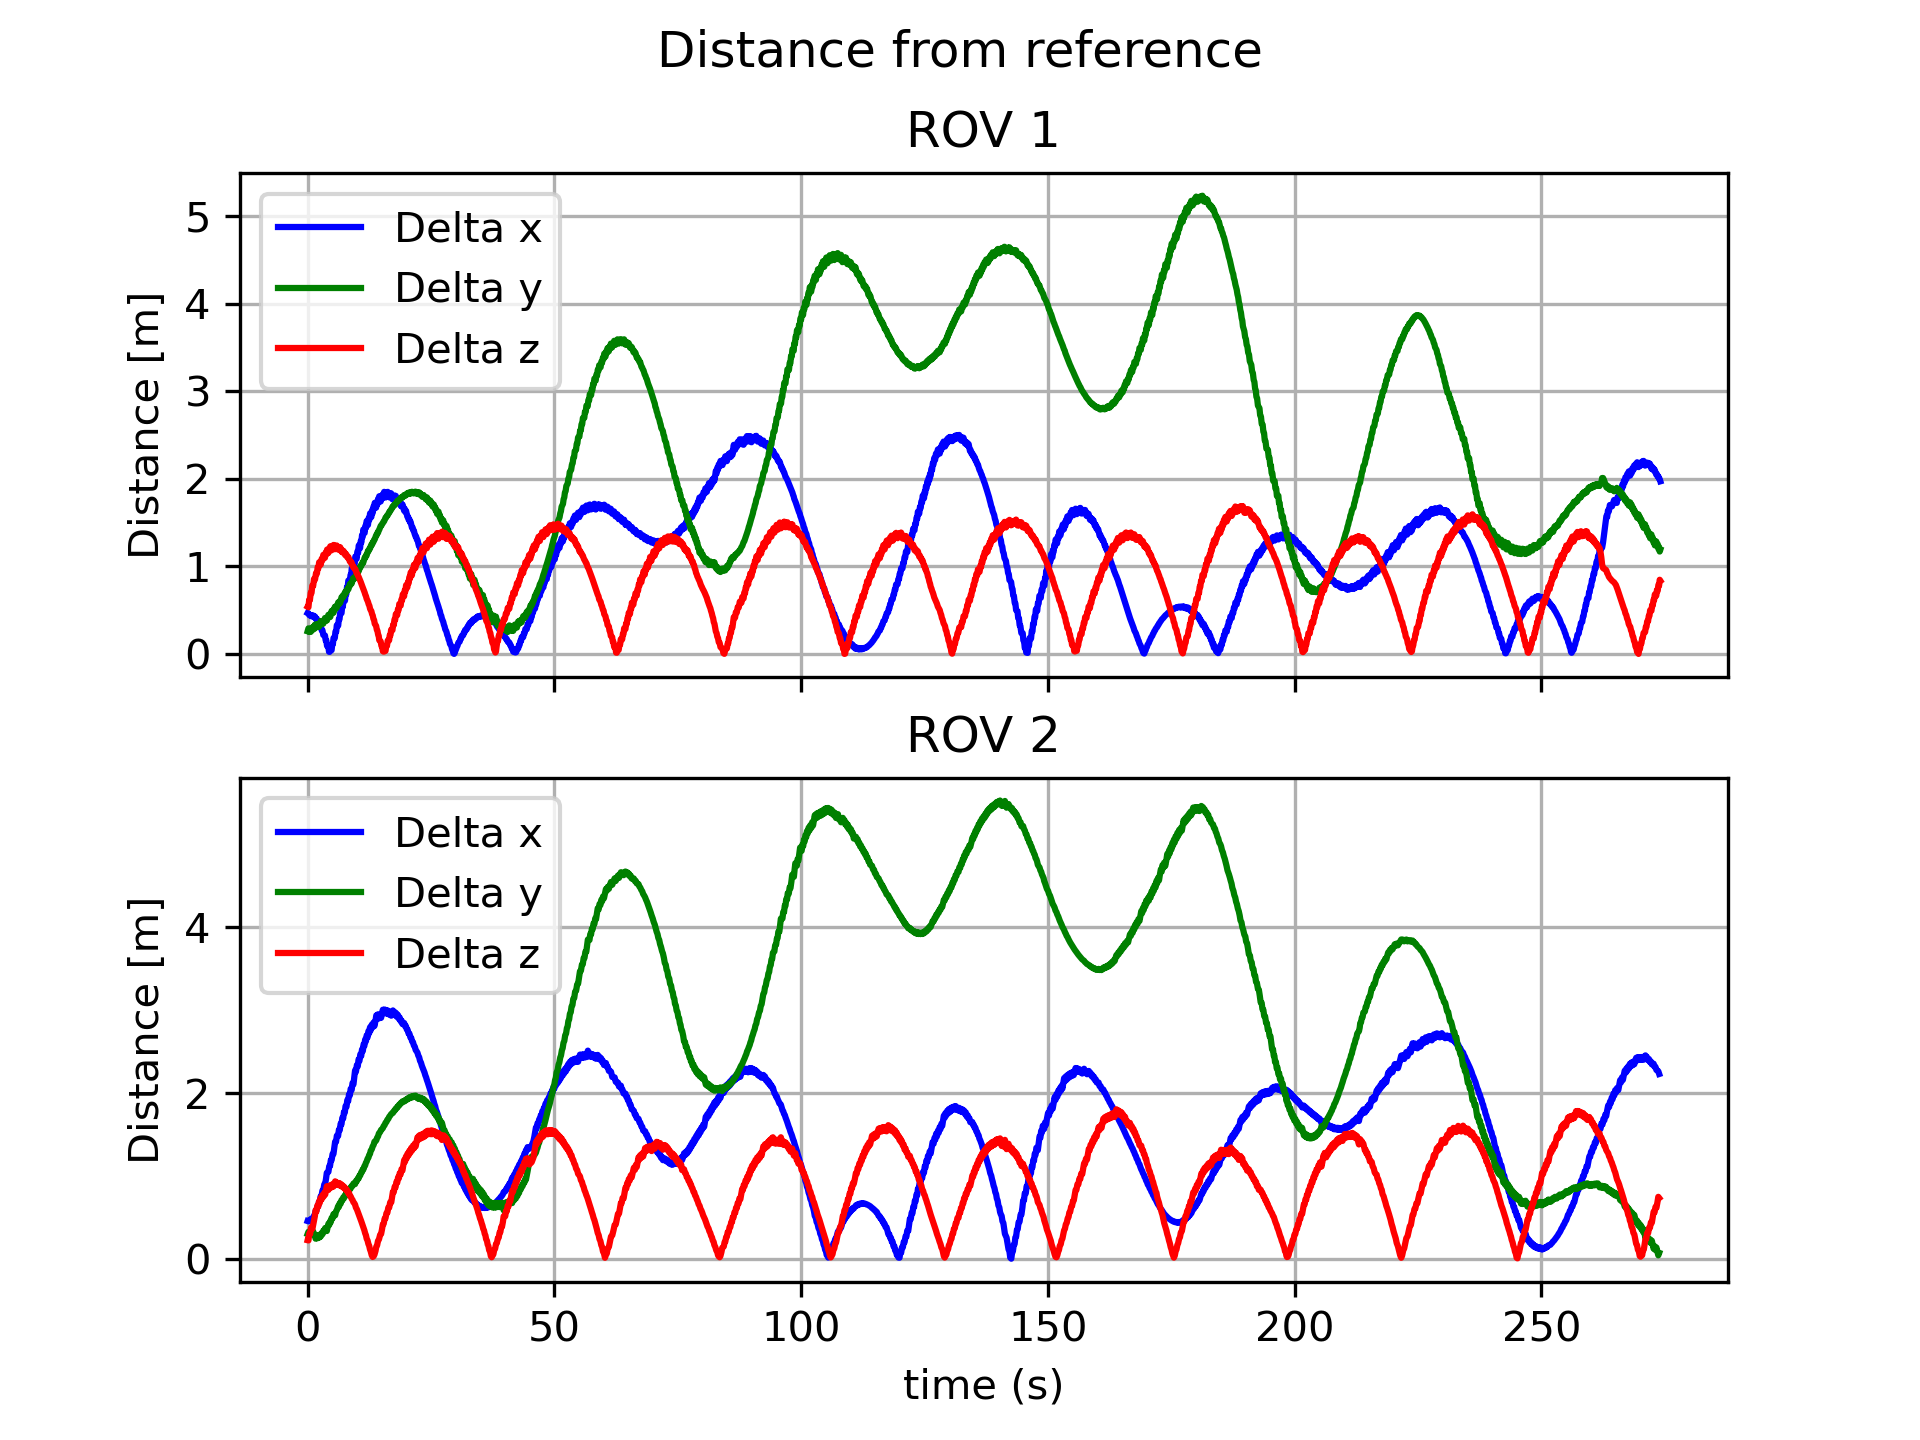 Distance from reference
ROV 1
Distance [m]
5
4
3
2
1
0
Delta x
Delta y
Delta z
ROV 2
Distance [m]
4
2
0
Delta x
Delta y
Delta z
0 50 100 150 200 250
time (s)